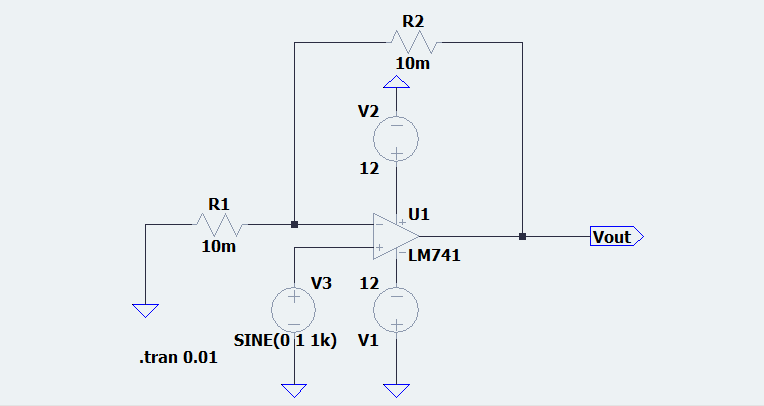 R2
10m
V2
12
R1
10m
U1
LM741
Vout
V3
SINE(0 1 1k)
12
V1
.tran 0.01